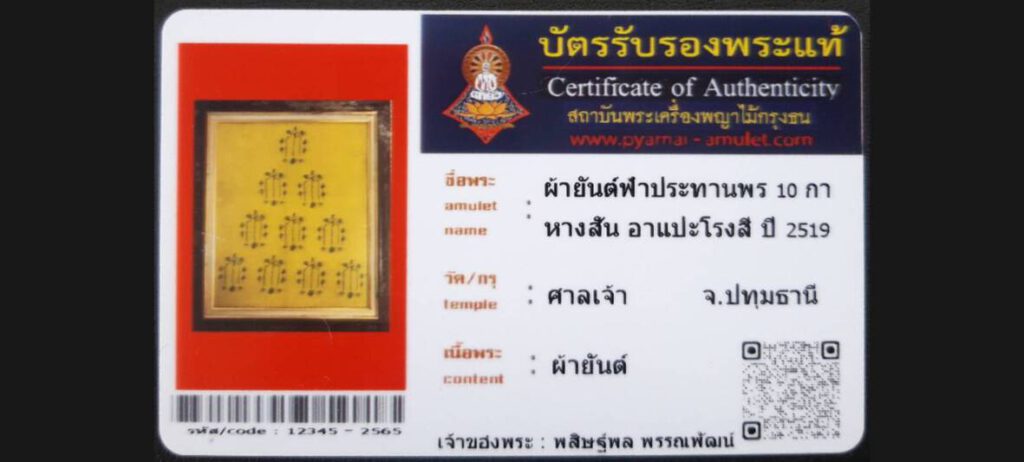 บัตรรับรองพระแท้
Certificate of Authenticity
สถาบันพระเครื่องพญาไม้กรุงธน
www.pyamai - amulet.com
ชื่อพระ
amulet
name
: ผ้ายันต์ฟ้าประทานพร 10 กา
หางสั้น อาแปะโรงสี ปี 2519
วัด/กรุ
temple
: ศาลเจ้า จ.ปทุมธานี
เนื้อพระ
content
: ผ้ายันต์
รหัส/code : 12345 - 2565
เจ้าของพระ : พสิษฐ์พล พรรณพัฒน์